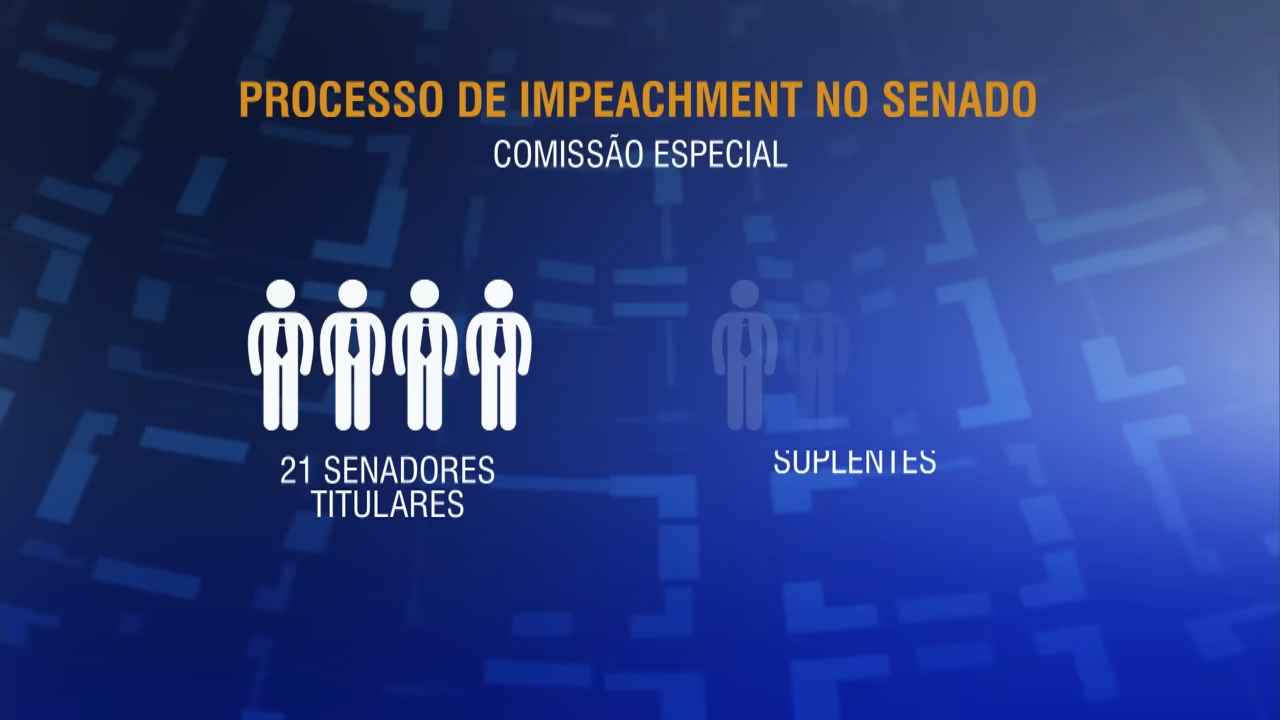 PROCESSO DE IMPEACHMENT NO SENADO
COMISSÃO ESPECIAL
21 SENADORES
TITULARES
SUPLENTES